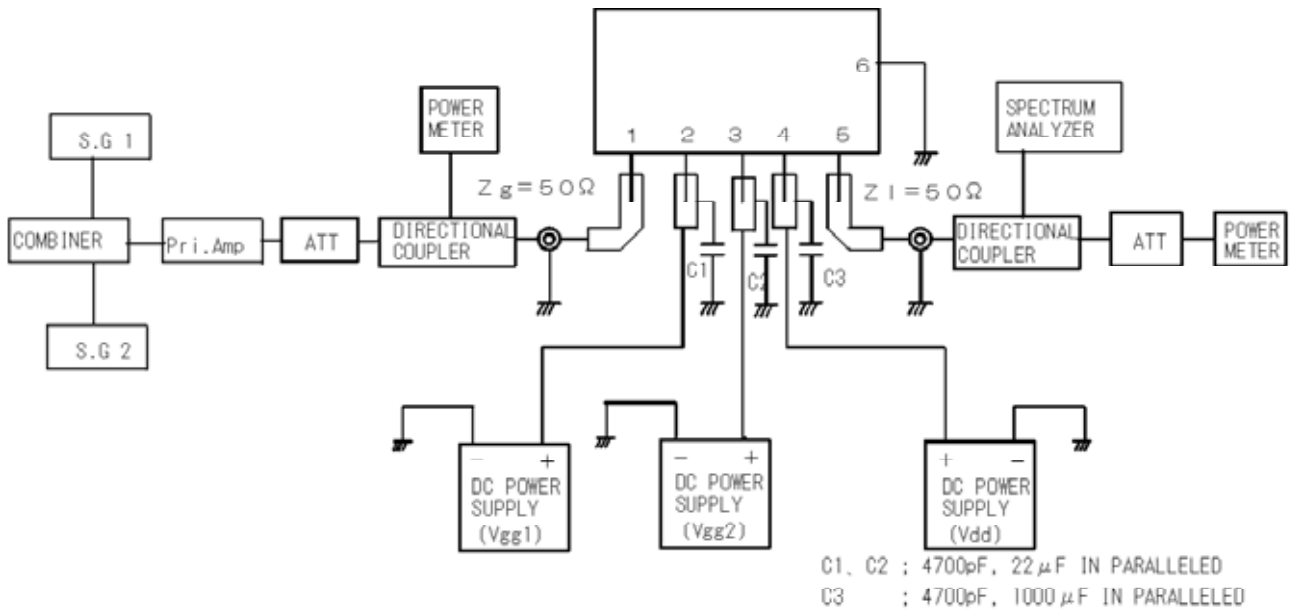 6
POWER
METER
SPECTRUM
ANALYZER
S.G 1
1 2 3 4 5
Zg=50Ω
Zl=50Ω
COMBINER
Pri.Amp
ATT
DIRECTIONAL
COUPLER
DIRECTIONAL
COUPLER
ATT
POWER
METER
C1
C2
C3
S.G 2
− +
DC POWER
SUPPLY
(Vgg1)
− +
DC POWER
SUPPLY
(Vgg2)
+ −
DC POWER
SUPPLY
(Vdd)
C1、C2 ; 4700pF, 22μF IN PARALLELED
C3 ; 4700pF, 1000μF IN PARALLELED